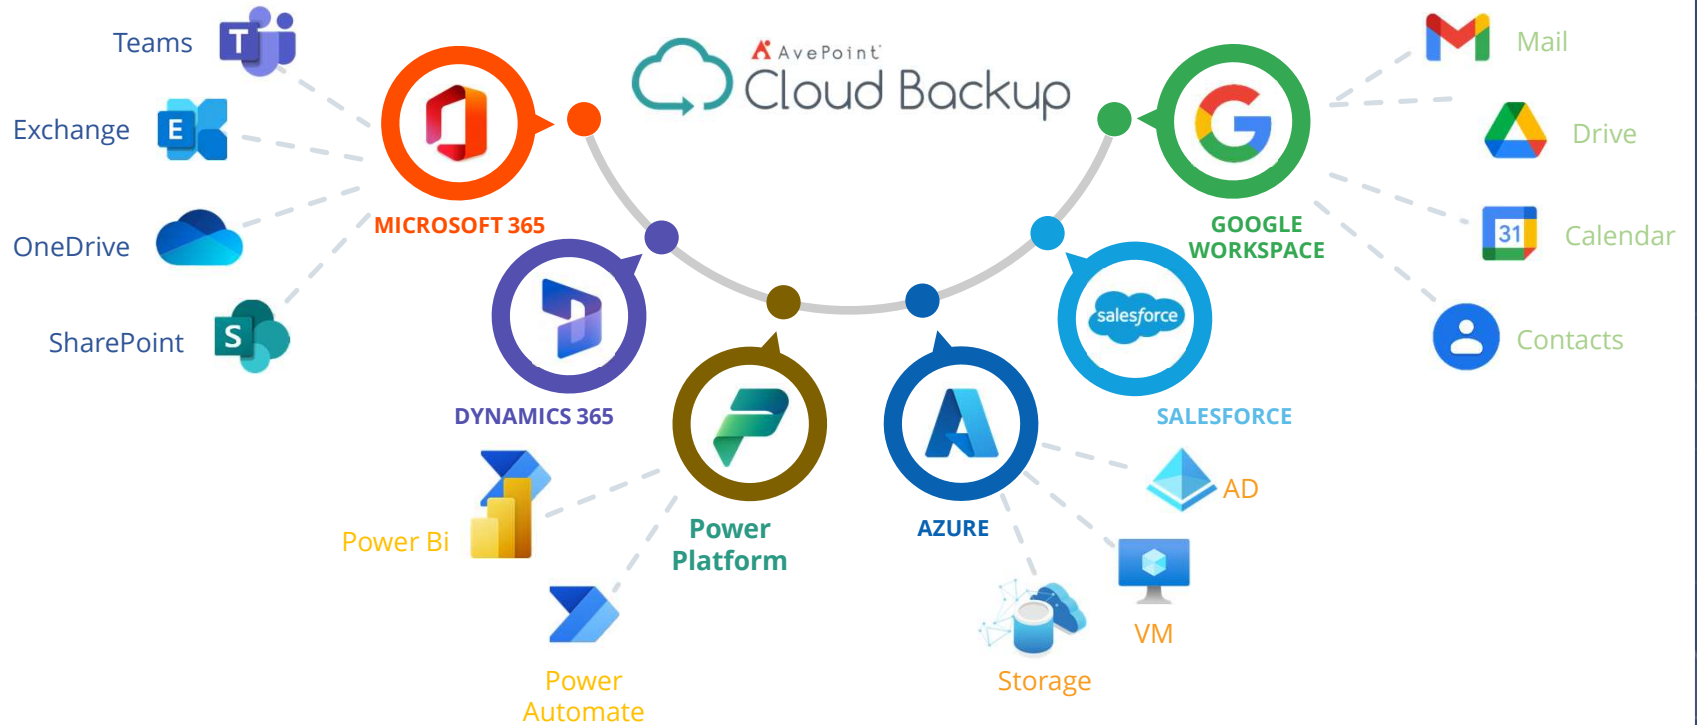 AvePoint
Cloud Backup
Teams
Exchange
OneDrive
SharePoint
MICROSOFT 365
DYNAMICS 365
Power Bi
Power
Automate
Power
Platform
AZURE
Storage
VM
AD
salesforce
SALESFORCE
GOOGLE
WORKSPACE
Mail
Drive
31
Calendar
Contacts
T
E
S